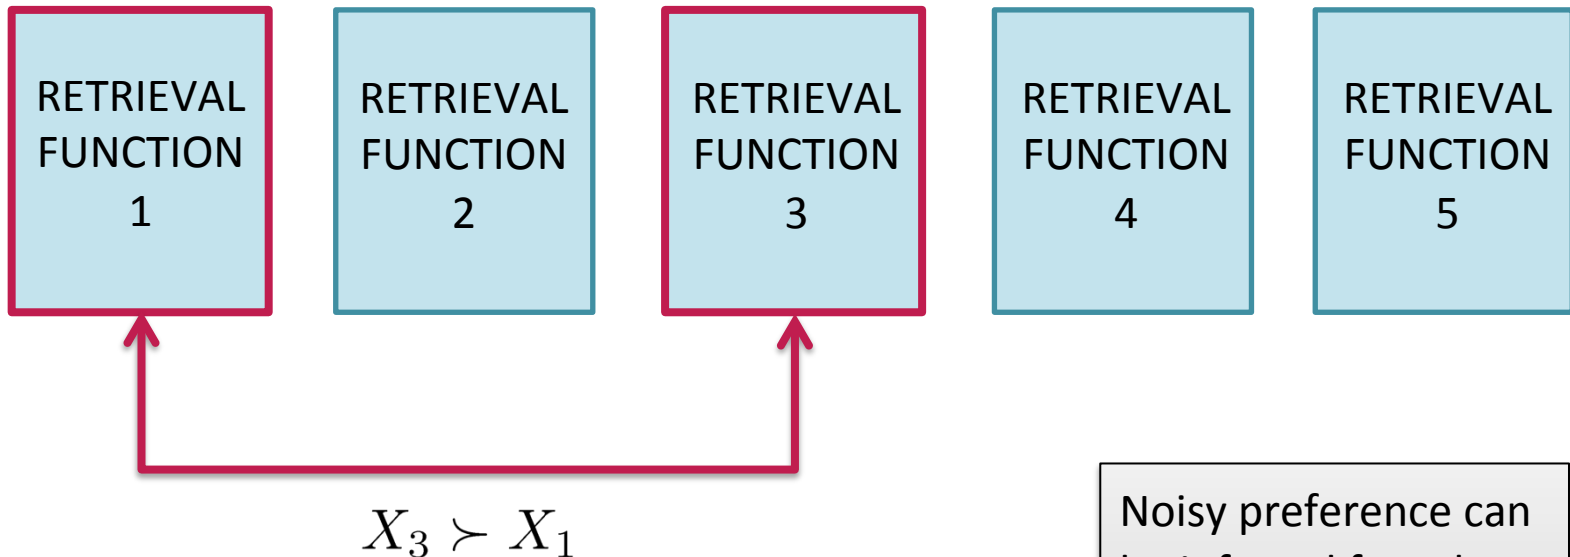 RETRIEVAL
FUNCTION
1
RETRIEVAL
FUNCTION
2
RETRIEVAL
FUNCTION
3
RETRIEVAL
FUNCTION
4
RETRIEVAL
FUNCTION
5
X₃ ≻ X₁
Noisy preference can